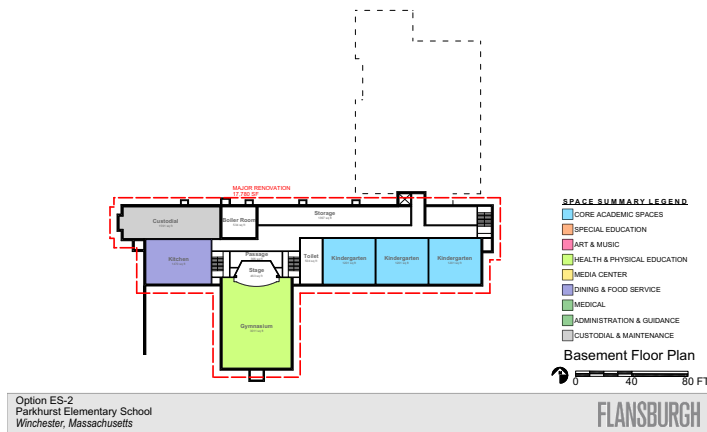 MAJOR RENOVATION
17,780 SF
Custodial
Boiler Room
Storage
Kitchen
Passage
Stage
Toilet
Kindergarten
Kindergarten
Kindergarten
Gymnasium
SPACE SUMMARY LEGEND
CORE ACADEMIC SPACES
SPECIAL EDUCATION
ART & MUSIC
HEALTH & PHYSICAL EDUCATION
MEDIA CENTER
DINING & FOOD SERVICE
MEDICAL
ADMINISTRATION & GUIDANCE
CUSTODIAL & MAINTENANCE
Basement Floor Plan
0 40 80 FT
Option ES-2
Parkhurst Elementary School
Winchester, Massachusetts
FLANSBURGH